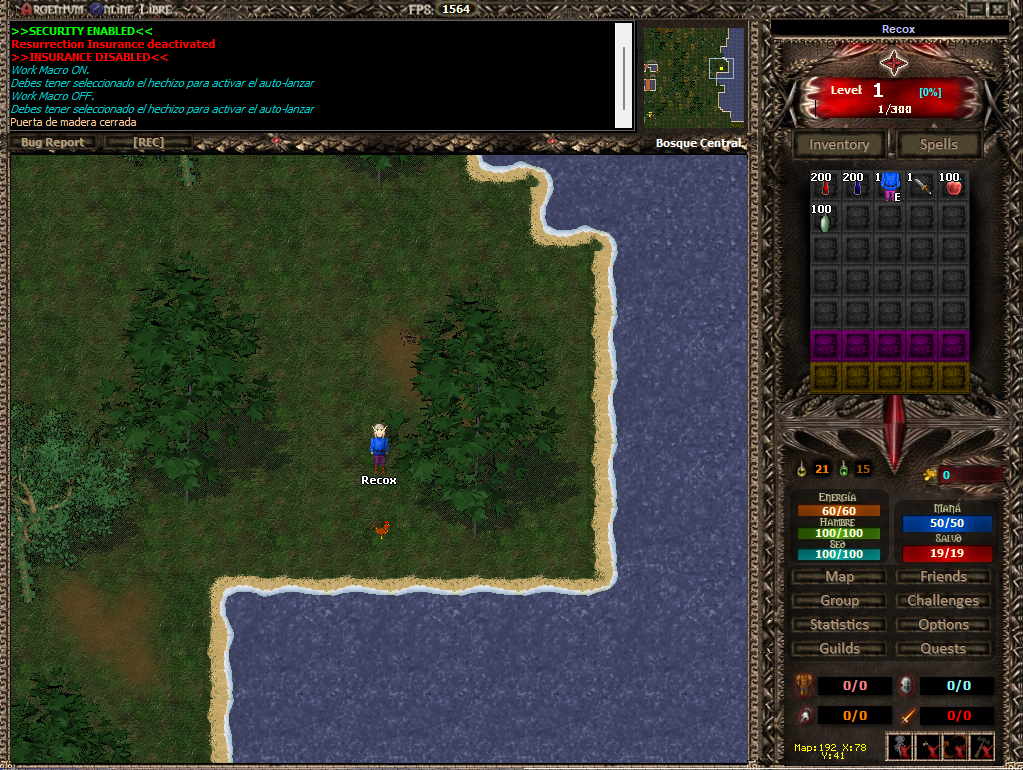 Argentum Online Libre
FPS: 1564
>>SECURITY ENABLED<<
Resurrection Insurance deactivated
>>INSURANCE DISABLED<<
Work Macro ON.
Debes tener seleccionado el hechizo para activar el auto-lanzar
Work Macro OFF.
Debes tener seleccionado el hechizo para activar el auto-lanzar
Puerta de madera cerrada
Bug Report
[REC]
Bosque Central.
Recox
Recox
Level: 1 [0%]
1/300
Inventory
Spells
200 200 1 E 1 100
100
21 15
0
Energía
60/60
Hambre
100/100
Sed
100/100
Maná
50/50
Salud
19/19
Map
Friends
Group
Challenges
Statistics
Options
Guilds
Quests
0/0
0/0
0/0
0/0
Map:192 X:78
Y:41